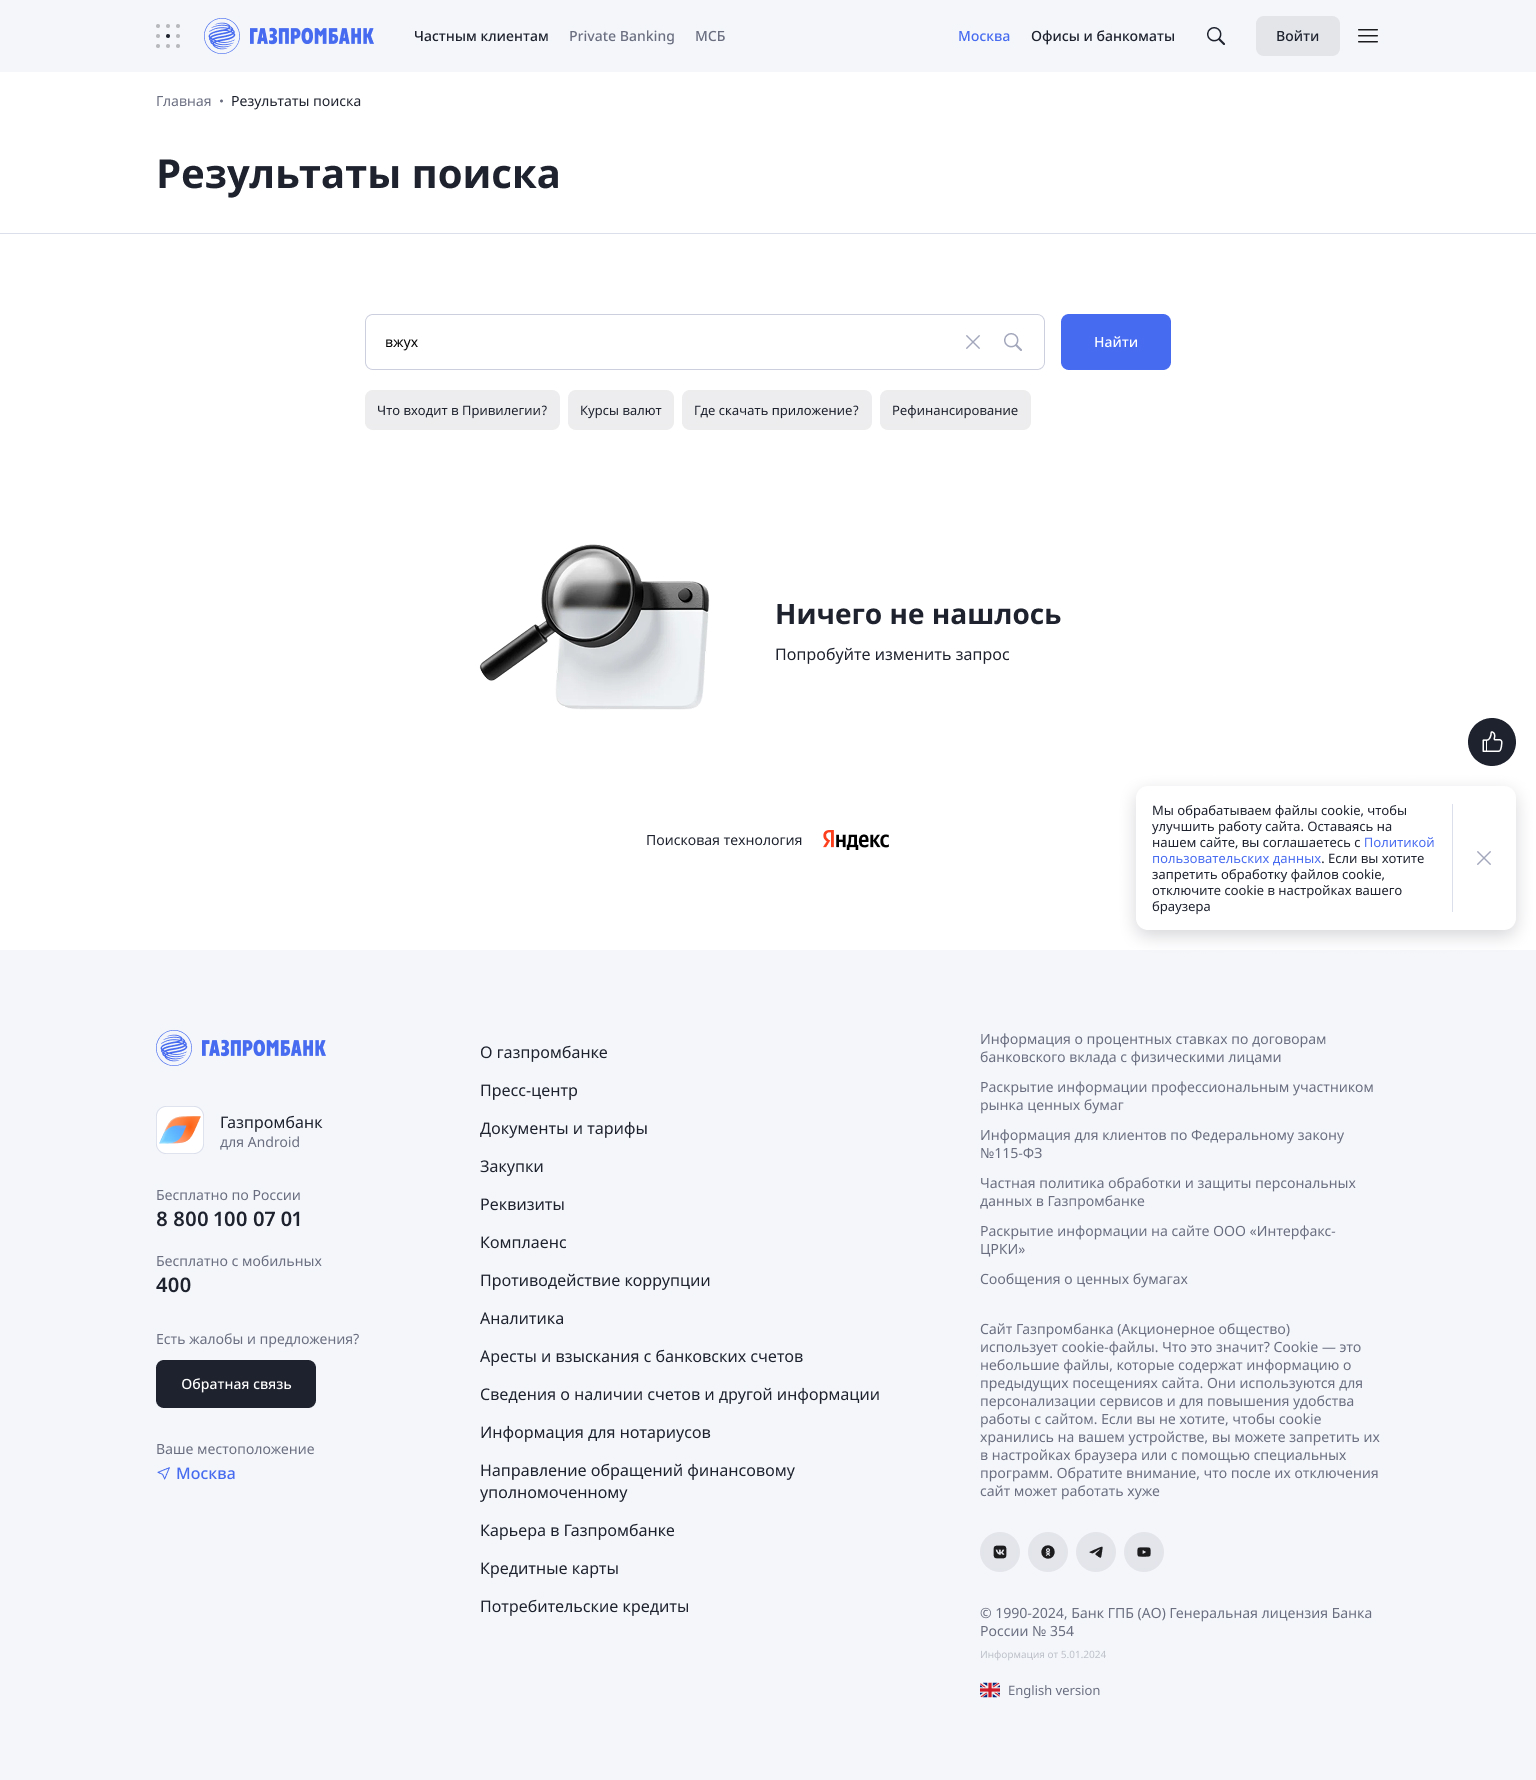 ГАЗПРОМБАНК
Частным клиентам
Private Banking
МСБ
Москва
Офисы и банкоматы
Войти
Главная • Результаты поиска
Результаты поиска
вжух
Найти
Что входит в Привилегии?
Курсы валют
Где скачать приложение?
Рефинансирование
Ничего не нашлось
Попробуйте изменить запрос
Поисковая технология Яндекс
Мы обрабатываем файлы cookie, чтобы
улучшить работу сайта. Оставаясь на
нашем сайте, вы соглашаетесь с Политикой
пользовательских данных. Если вы хотите
запретить обработку файлов cookie,
отключите cookie в настройках вашего
браузера
ГАЗПРОМБАНК
Газпромбанк
для Android
Бесплатно по России
8 800 100 07 01
Бесплатно с мобильных
400
Есть жалобы и предложения?
Обратная связь
Ваше местоположение
Москва
О газпромбанке
Пресс-центр
Документы и тарифы
Закупки
Реквизиты
Комплаенс
Противодействие коррупции
Аналитика
Аресты и взыскания с банковских счетов
Сведения о наличии счетов и другой информации
Информация для нотариусов
Направление обращений финансовому
уполномоченному
Карьера в Газпромбанке
Кредитные карты
Потребительские кредиты
Информация о процентных ставках по договорам
банковского вклада с физическими лицами
Раскрытие информации профессиональным участником
рынка ценных бумаг
Информация для клиентов по Федеральному закону
№115-ФЗ
Частная политика обработки и защиты персональных
данных в Газпромбанке
Раскрытие информации на сайте ООО «Интерфакс-
ЦРКИ»
Сообщения о ценных бумагах
Сайт Газпромбанка (Акционерное общество)
использует cookie-файлы. Что это значит? Cookie — это
небольшие файлы, которые содержат информацию о
предыдущих посещениях сайта. Они используются для
персонализации сервисов и для повышения удобства
работы с сайтом. Если вы не хотите, чтобы cookie
хранились на вашем устройстве, вы можете запретить их
в настройках браузера или с помощью специальных
программ. Обратите внимание, что после их отключения
сайт может работать хуже
© 1990-2024, Банк ГПБ (АО) Генеральная лицензия Банка
России № 354
Информация от 5.01.2024
English version